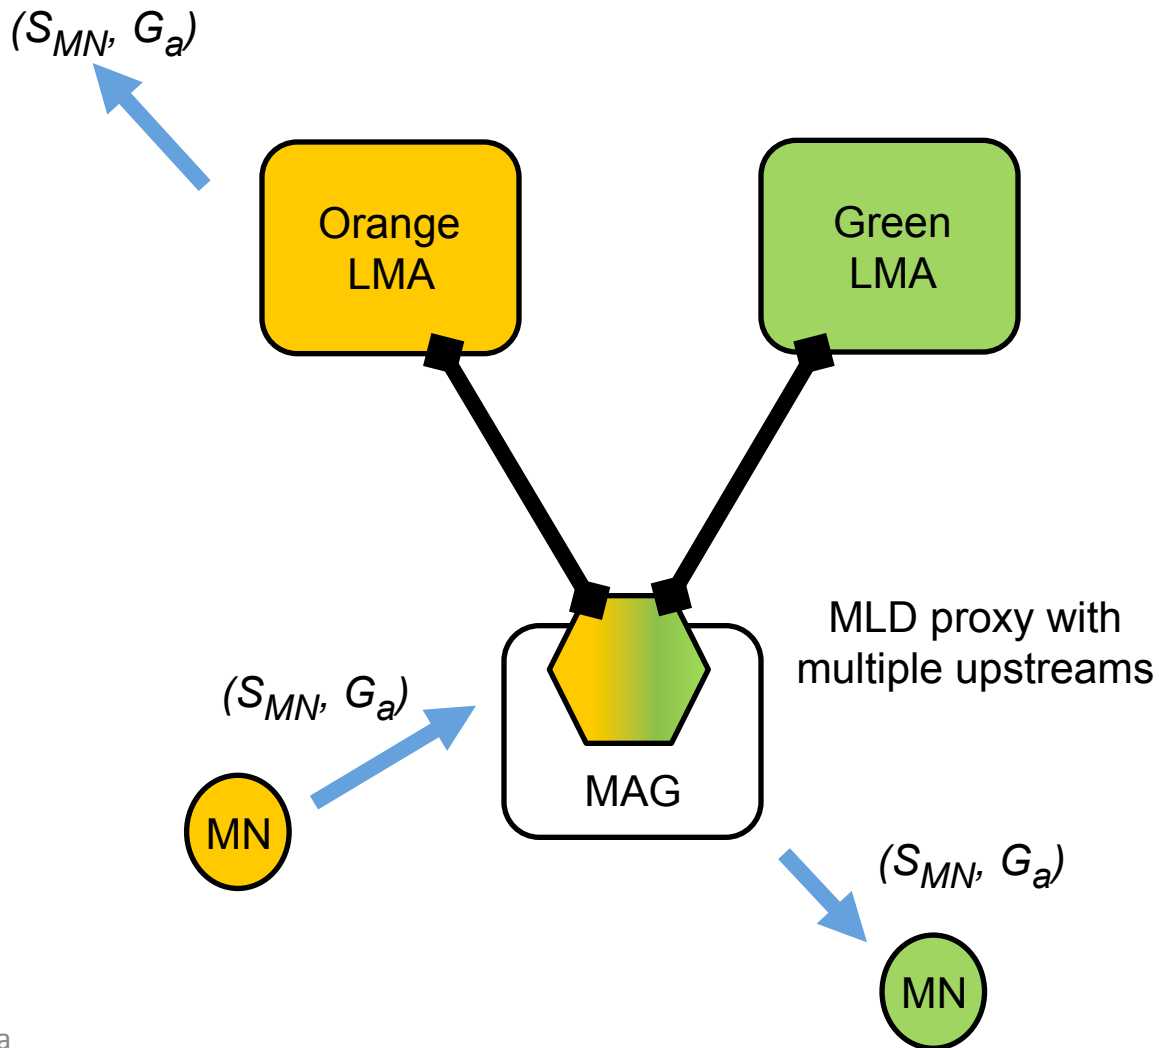 (S_MN, G_a)
Orange
LMA
Green
LMA
MLD proxy with
multiple upstreams
(S_MN, G_a)
MAG
MN
(S_MN, G_a)
MN
a